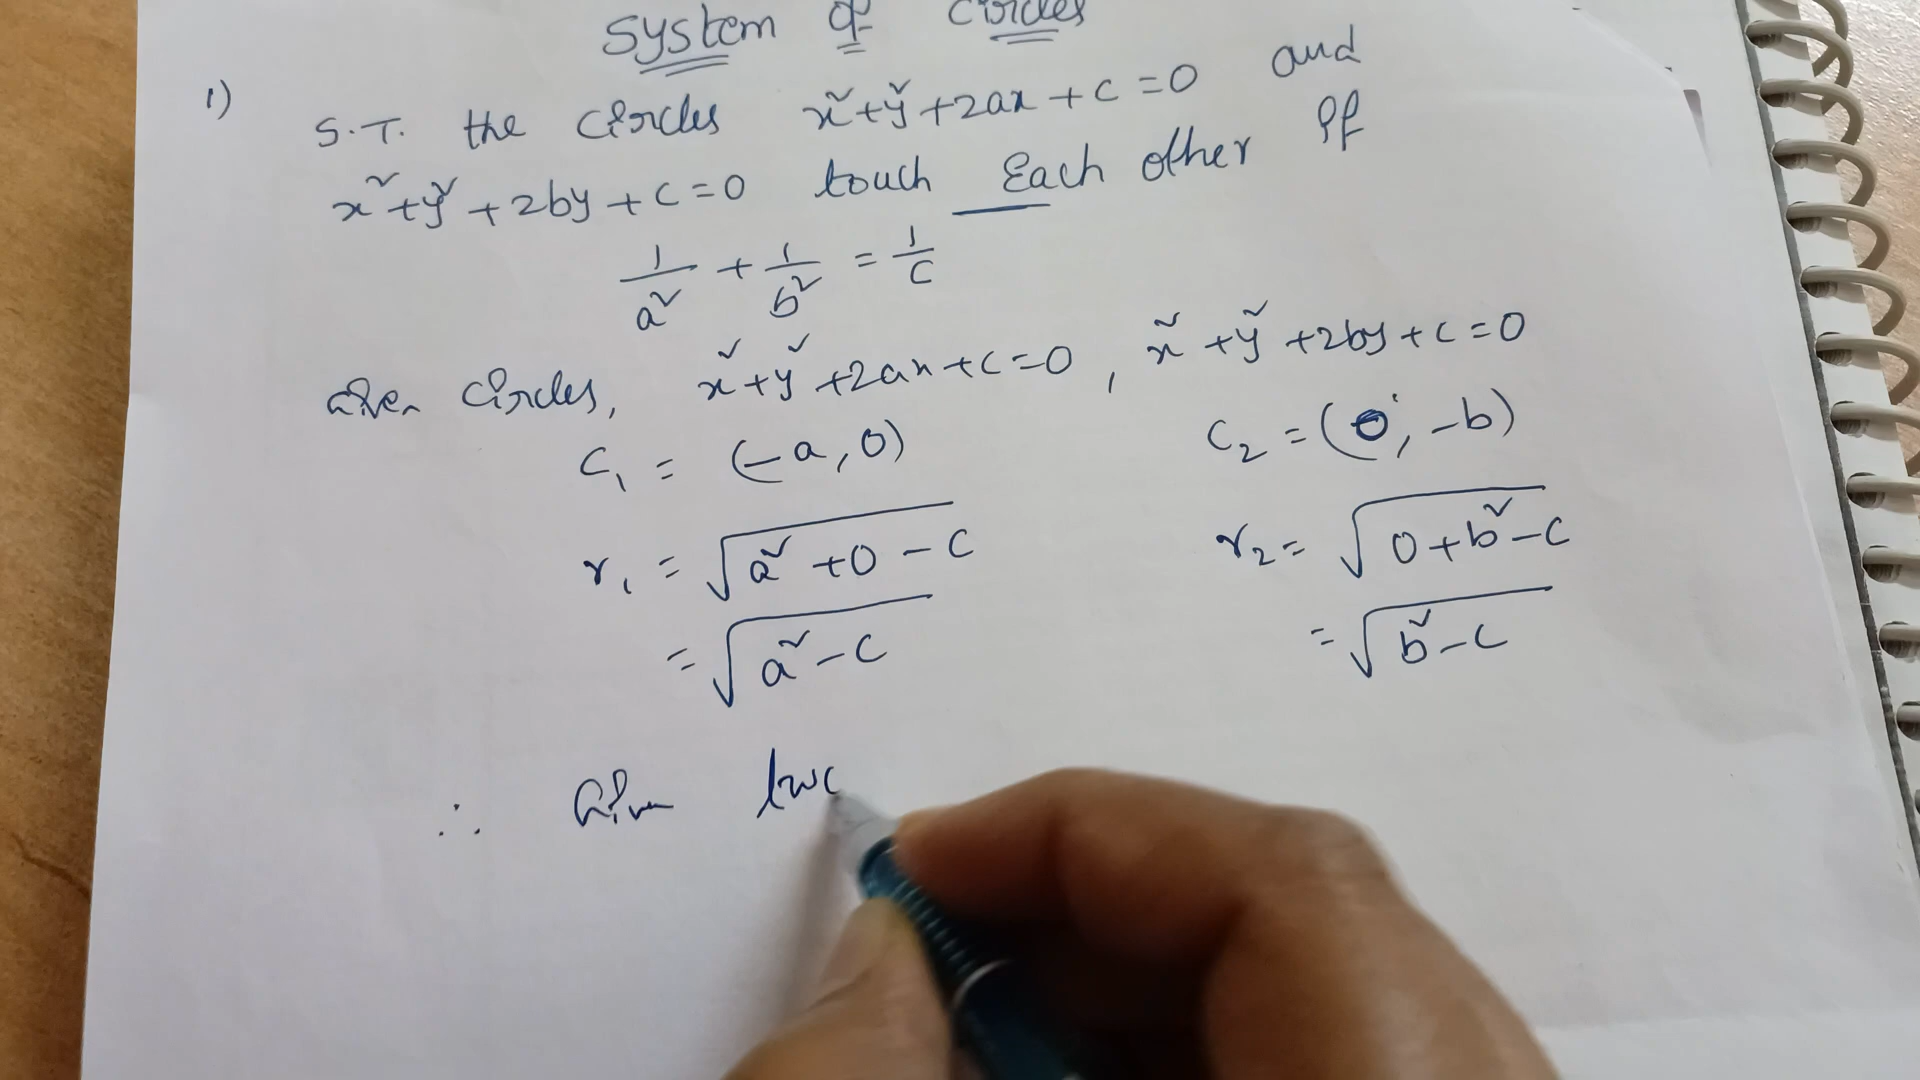 System of Circles
1) S.T. the circles x² + y² + 2ax + c = 0 and
x² + y² + 2by + c = 0 touch Each other if
1/a² + 1/b² = 1/c
Given Circles, x² + y² + 2ax + c = 0 , x² + y² + 2by + c = 0
C₁ = (-a, 0) C₂ = (0, -b)
r₁ = √(a² + 0 - c) r₂ = √(0 + b² - c)
= √(a² - c) = √(b² - c)
∴ Given two